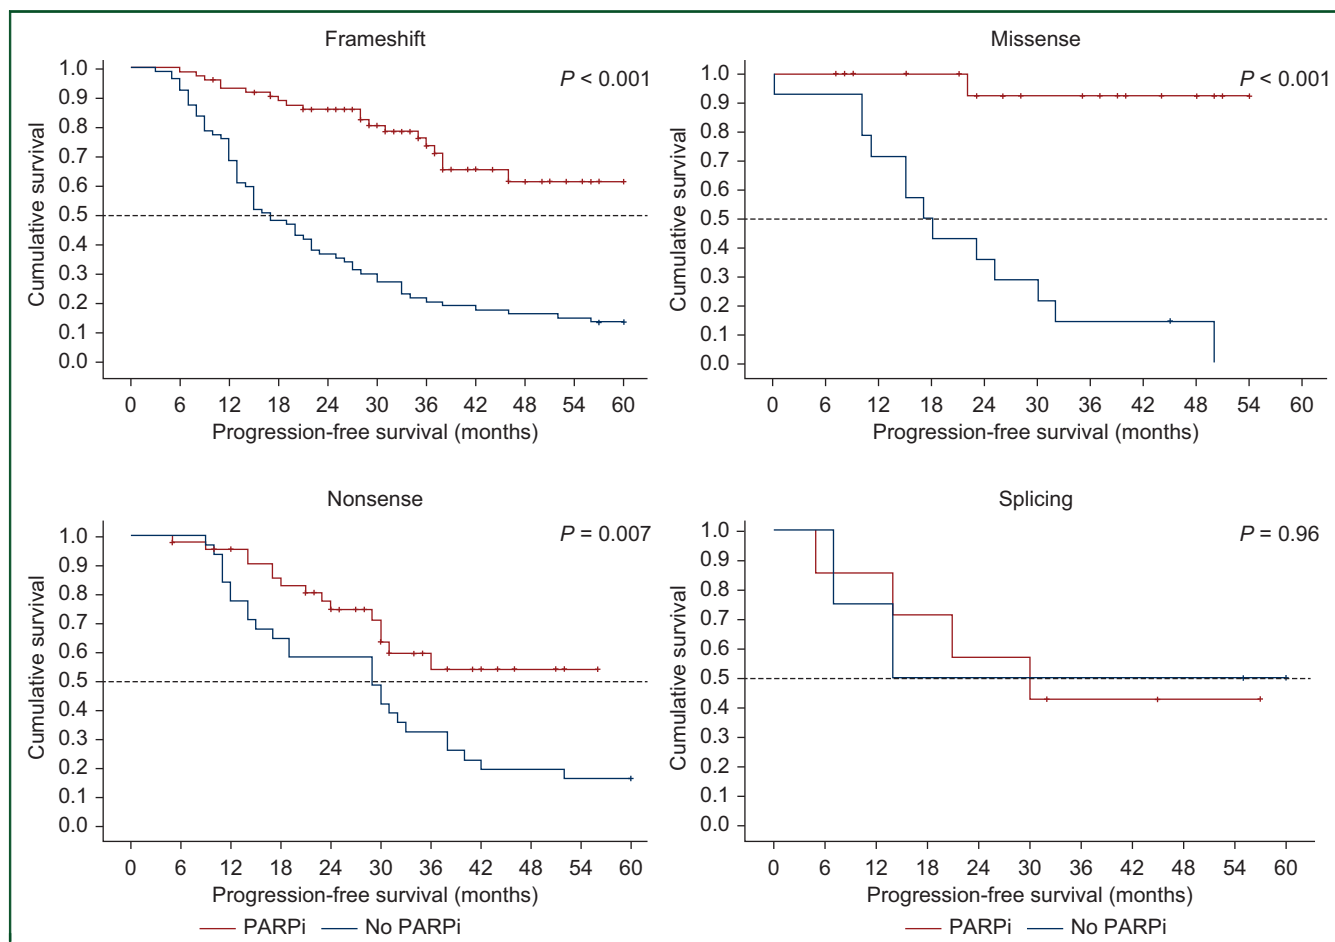 Frameshift
P < 0.001
Cumulative survival
1.0
0.9
0.8
0.7
0.6
0.5
0.4
0.3
0.2
0.1
0.0
0 6 12 18 24 30 36 42 48 54 60
Progression-free survival (months)
Missense
P < 0.001
Cumulative survival
1.0
0.9
0.8
0.7
0.6
0.5
0.4
0.3
0.2
0.1
0.0
0 6 12 18 24 30 36 42 48 54 60
Progression-free survival (months)
Nonsense
P = 0.007
Cumulative survival
1.0
0.9
0.8
0.7
0.6
0.5
0.4
0.3
0.2
0.1
0.0
0 6 12 18 24 30 36 42 48 54 60
Progression-free survival (months)
PARPi No PARPi
Splicing
P = 0.96
Cumulative survival
1.0
0.9
0.8
0.7
0.6
0.5
0.4
0.3
0.2
0.1
0.0
0 6 12 18 24 30 36 42 48 54 60
Progression-free survival (months)
PARPi No PARPi